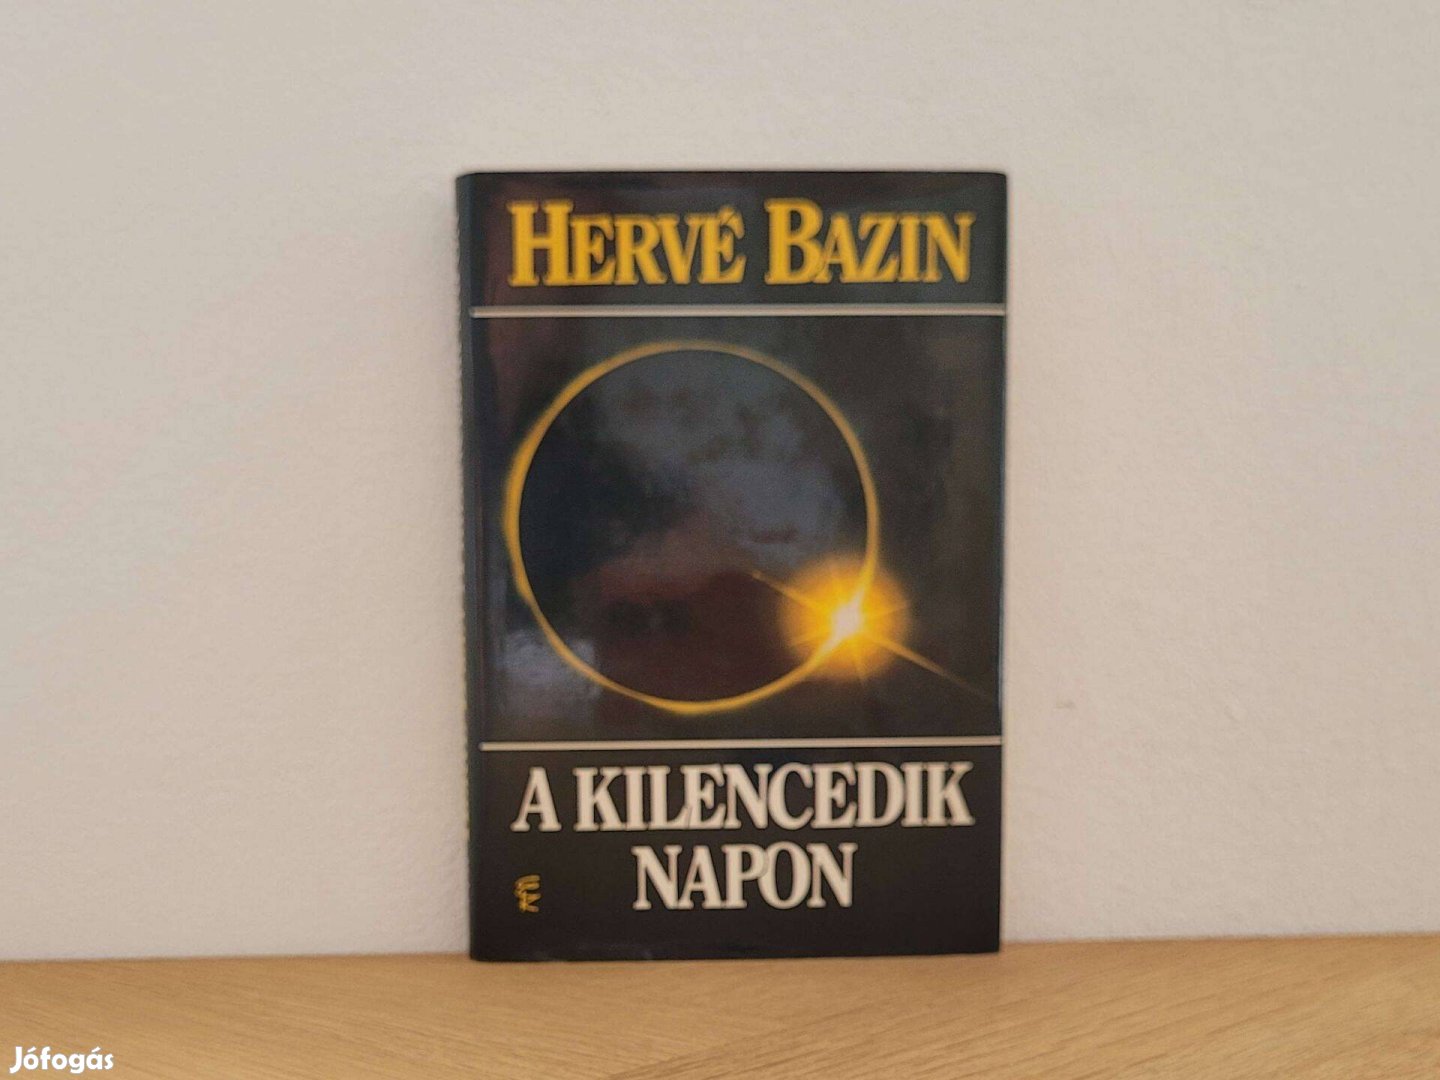 HERVÉ BAZIN
A KILENCEDIK
NAPON
Jófogás